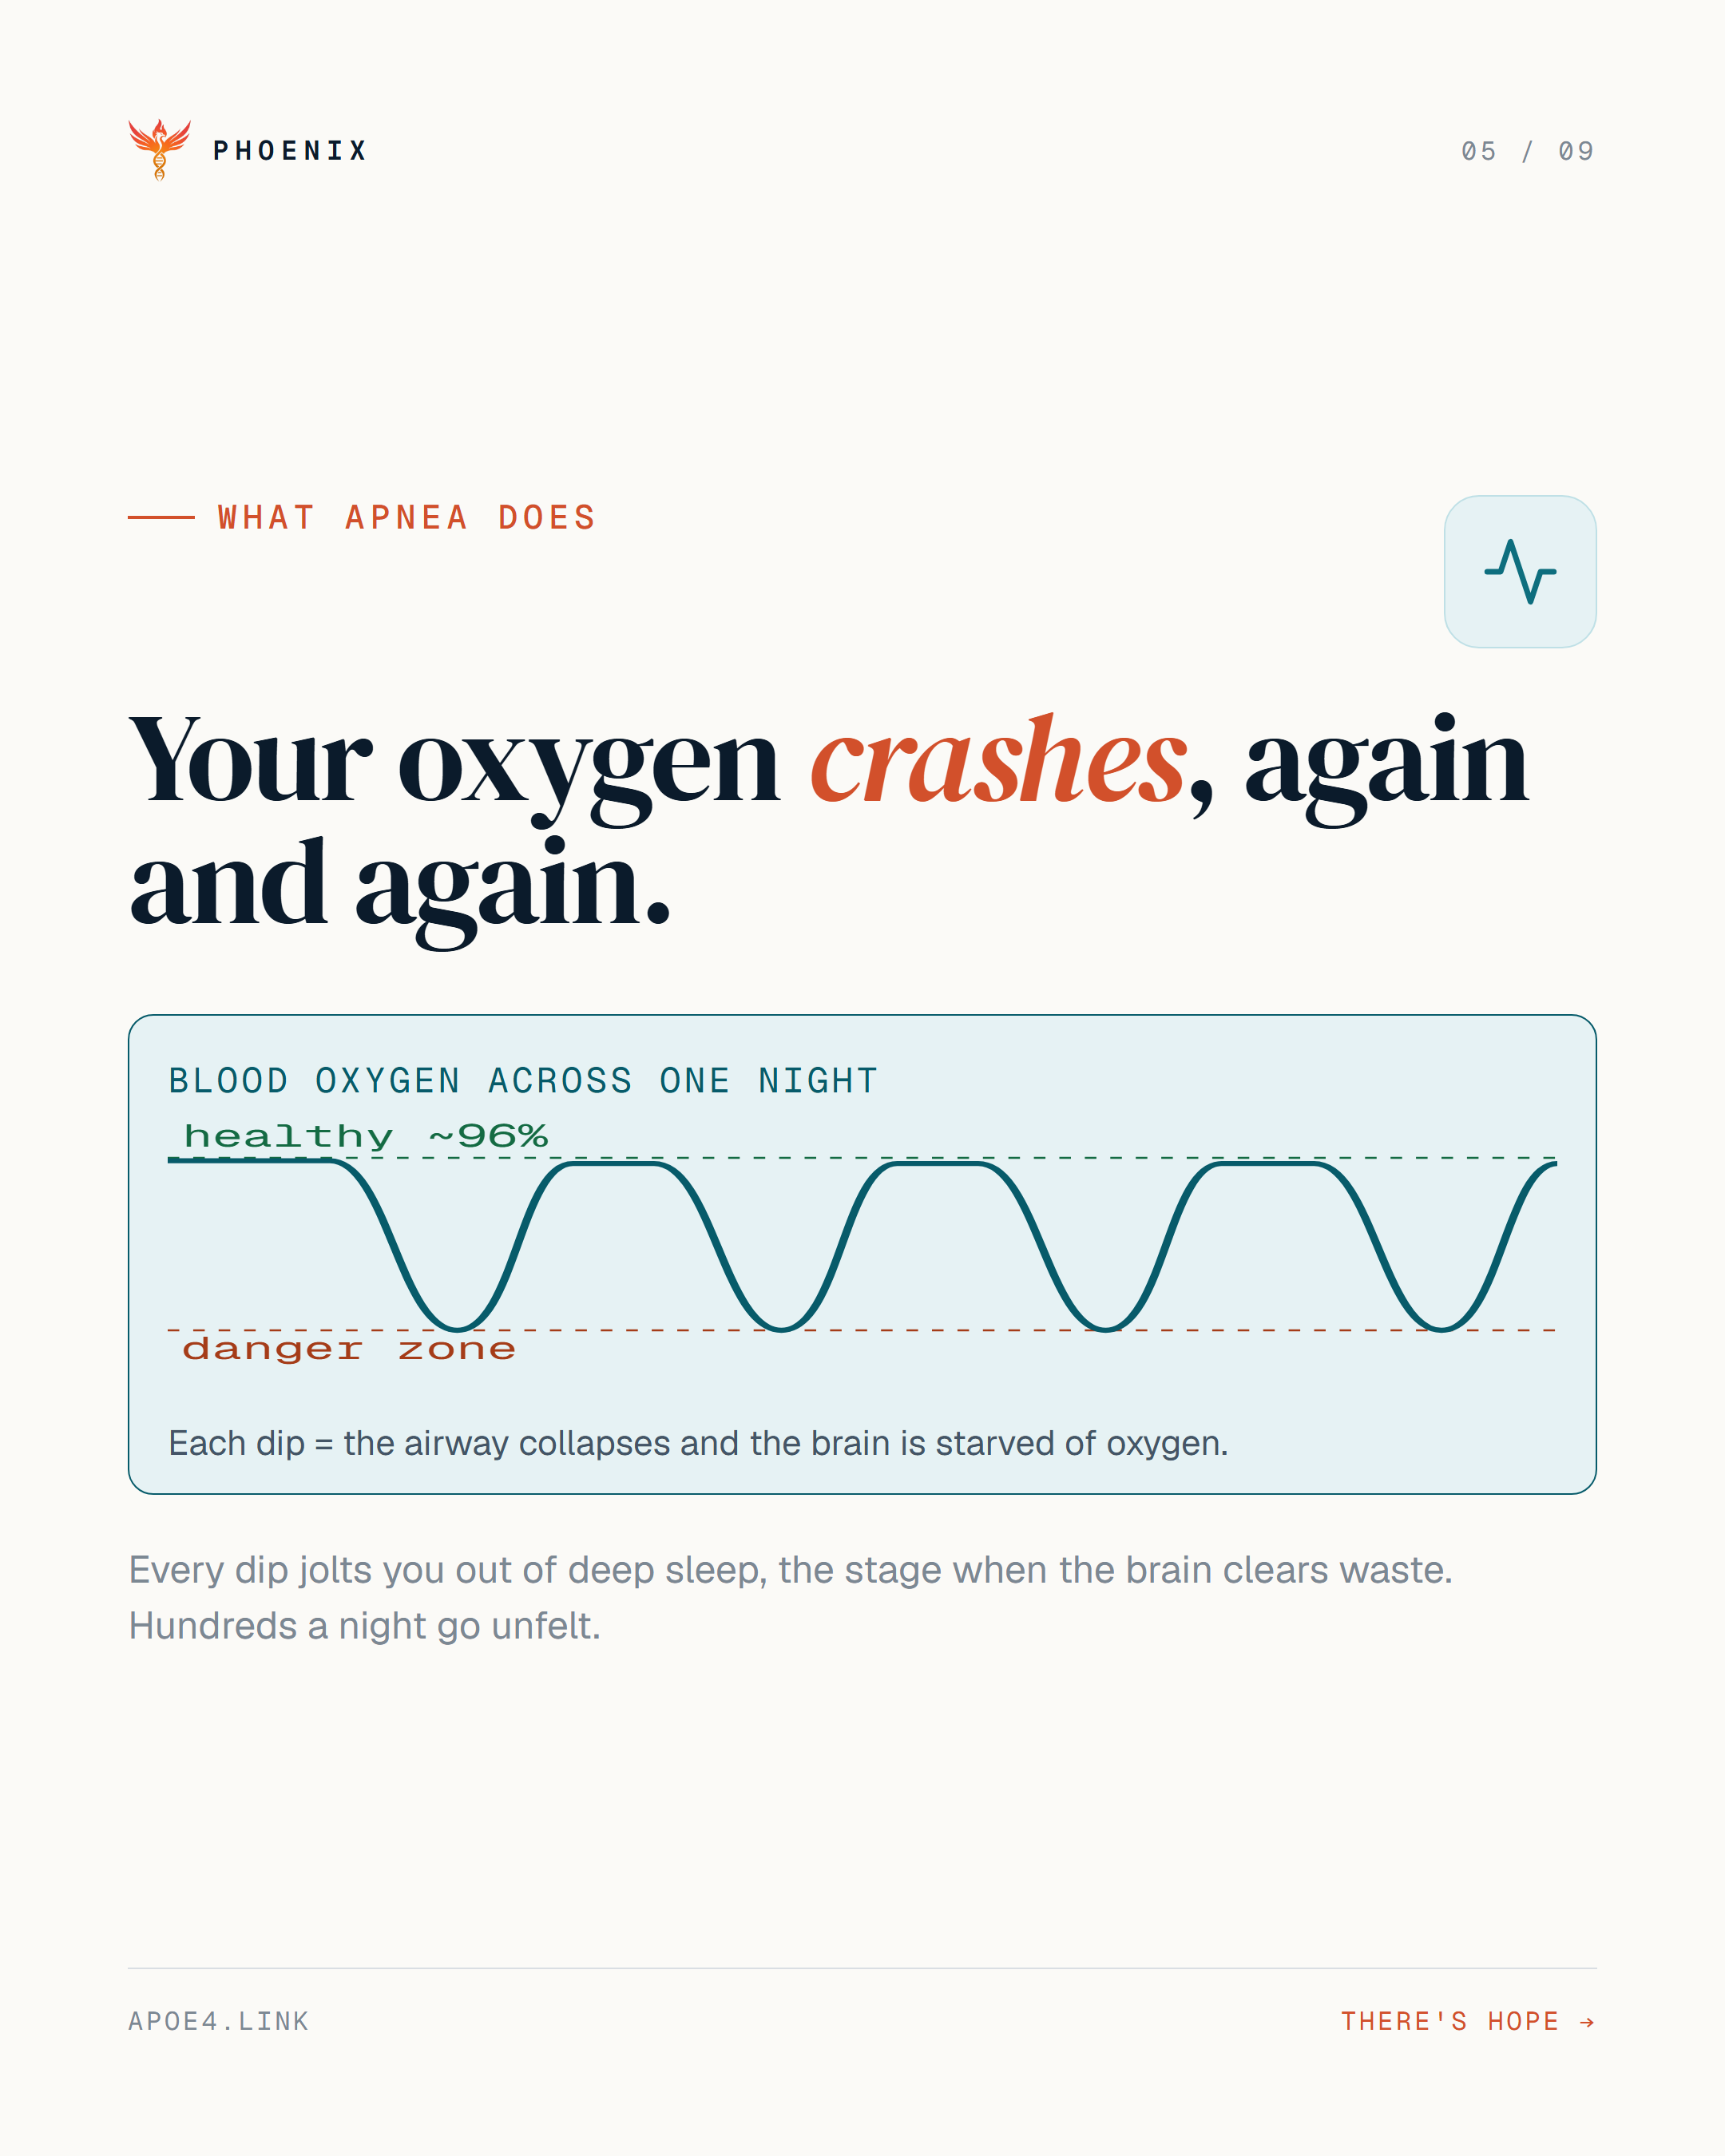 PHOENIX
05 / 09
WHAT APNEA DOES
Your oxygen crashes, again
and again.
BLOOD OXYGEN ACROSS ONE NIGHT
healthy ~96%
danger zone
Each dip = the airway collapses and the brain is starved of oxygen.
Every dip jolts you out of deep sleep, the stage when the brain clears waste.
Hundreds a night go unfelt.
APOE4.LINK
THERE'S HOPE →